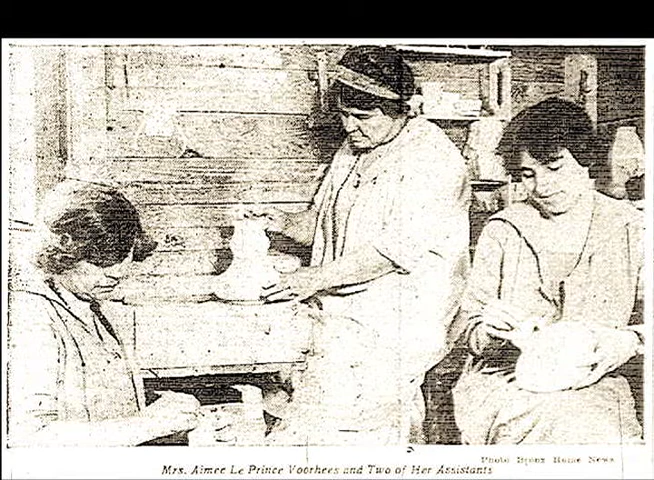 Photo Bronx Home News
Mrs. Aimee Le Prince Voorhees and Two of Her Assistants